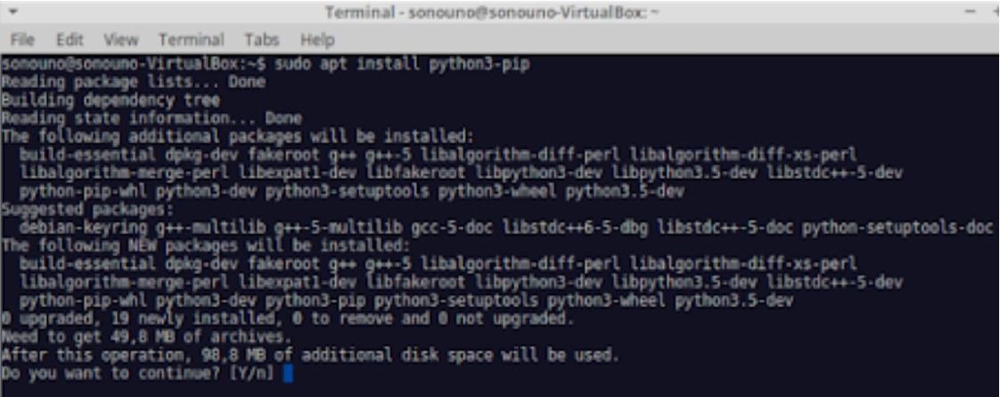 Terminal - sonouno@sonouno-VirtualBox: ~
File Edit View Terminal Tabs Help
sonouno@sonouno-VirtualBox:~$ sudo apt install python3-pip
Reading package lists... Done
Building dependency tree
Reading state information... Done
The following additional packages will be installed:
  build-essential dpkg-dev fakeroot g++ g++-5 libalgorithm-diff-perl libalgorithm-diff-xs-perl
  libalgorithm-merge-perl libexpat1-dev libfakeroot libpython3-dev libpython3.5-dev libstdc++-5-dev
  python-pip-whl python3-dev python3-setuptools python3-wheel python3.5-dev
Suggested packages:
  debian-keyring g++-multilib g++-5-multilib gcc-5-doc libstdc++6-5-dbg libstdc++-5-doc python-setuptools-doc
The following NEW packages will be installed:
  build-essential dpkg-dev fakeroot g++ g++-5 libalgorithm-diff-perl libalgorithm-diff-xs-perl
  libalgorithm-merge-perl libexpat1-dev libfakeroot libpython3-dev libpython3.5-dev libstdc++-5-dev
  python-pip-whl python3-dev python3-pip python3-setuptools python3-wheel python3.5-dev
0 upgraded, 19 newly installed, 0 to remove and 0 not upgraded.
Need to get 49,8 MB of archives.
After this operation, 98,8 MB of additional disk space will be used.
Do you want to continue? [Y/n]